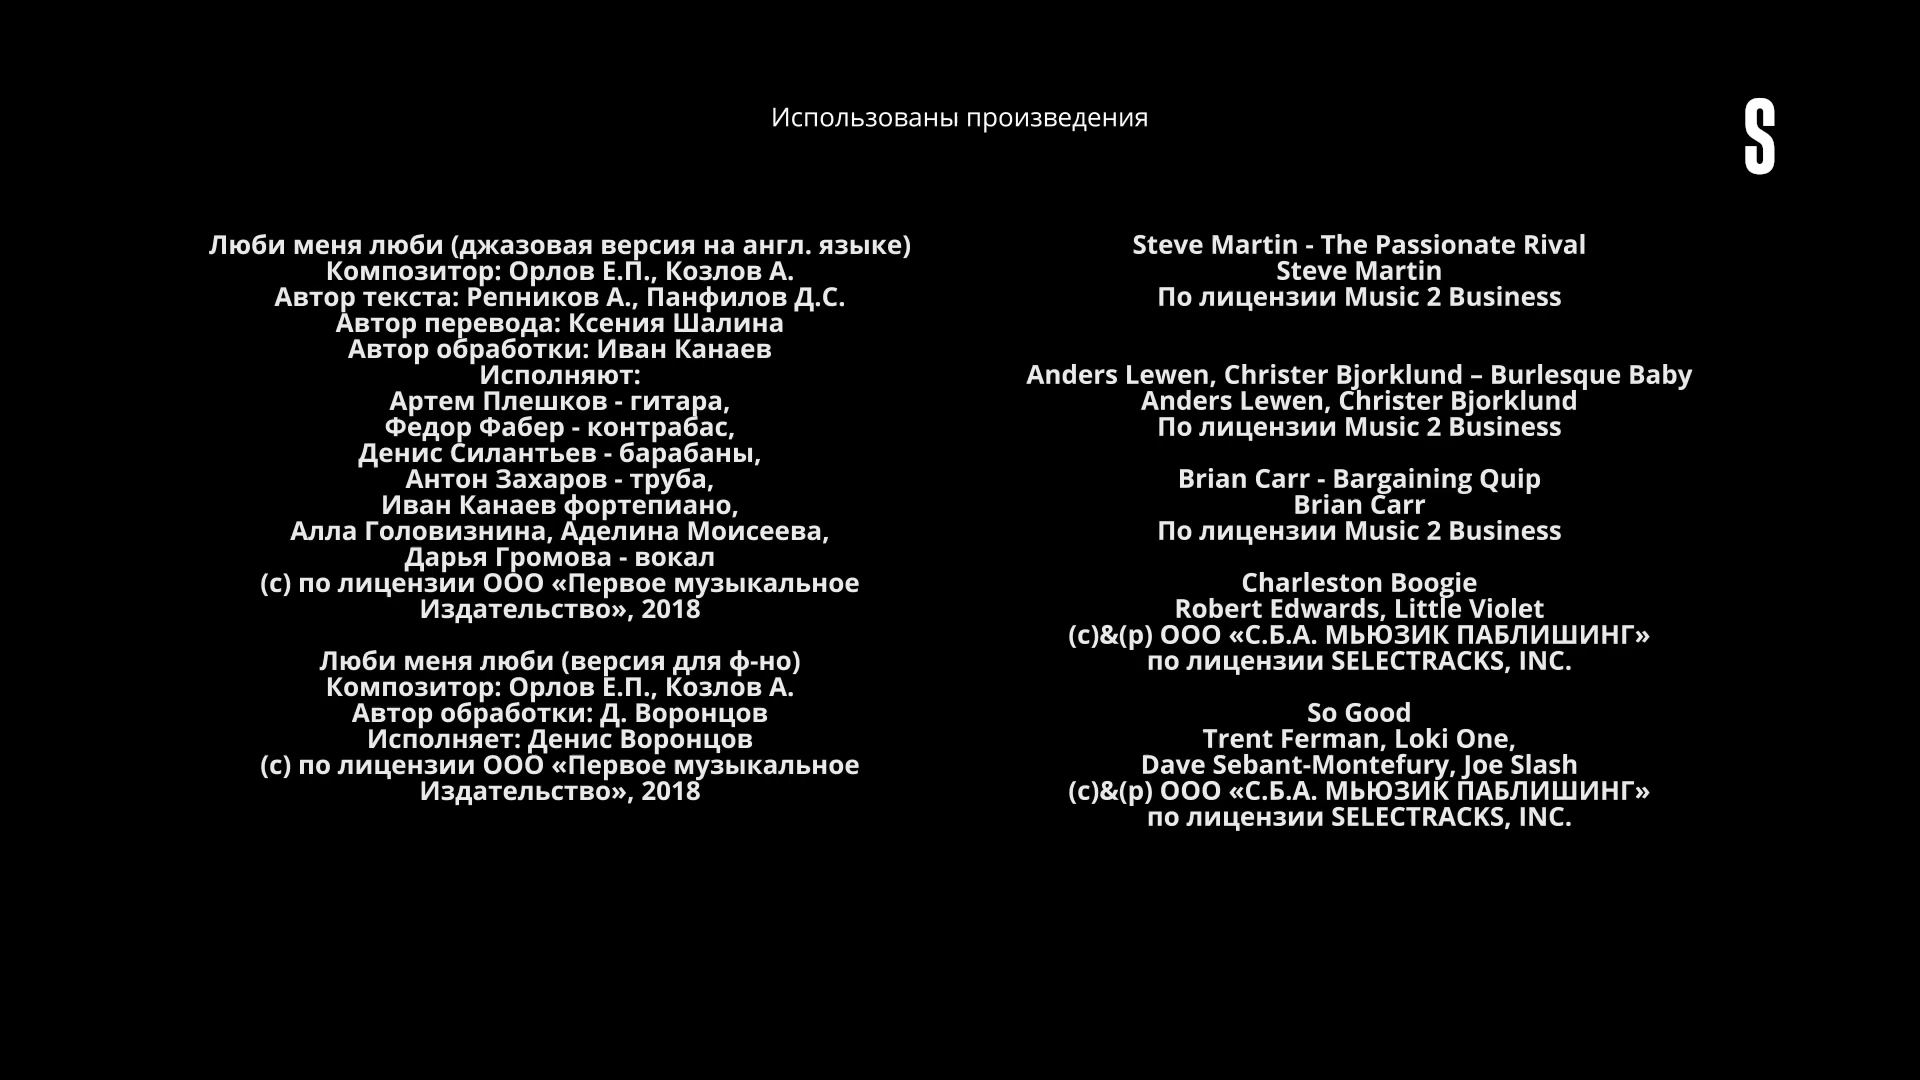 Использованы произведения
S
Люби меня люби (джазовая версия на англ. языке)
Композитор: Орлов Е.П., Козлов А.
Автор текста: Репников А., Панфилов Д.С.
Автор перевода: Ксения Шалина
Автор обработки: Иван Канаев
Исполняют:
Артем Плешков - гитара,
Федор Фабер - контрабас,
Денис Силантьев - барабаны,
Антон Захаров - труба,
Иван Канаев фортепиано,
Алла Головизнина, Аделина Моисеева,
Дарья Громова - вокал
(с) по лицензии ООО «Первое музыкальное
Издательство», 2018
Люби меня люби (версия для ф-но)
Композитор: Орлов Е.П., Козлов А.
Автор обработки: Д. Воронцов
Исполняет: Денис Воронцов
(с) по лицензии ООО «Первое музыкальное
Издательство», 2018
Steve Martin - The Passionate Rival
Steve Martin
По лицензии Music 2 Business
Anders Lewen, Christer Bjorklund – Burlesque Baby
Anders Lewen, Christer Bjorklund
По лицензии Music 2 Business
Brian Carr - Bargaining Quip
Brian Carr
По лицензии Music 2 Business
Charleston Boogie
Robert Edwards, Little Violet
(с)&(р) ООО «С.Б.А. МЬЮЗИК ПАБЛИШИНГ»
по лицензии SELECTRACKS, INC.
So Good
Trent Ferman, Loki One,
Dave Sebant-Montefury, Joe Slash
(с)&(р) ООО «С.Б.А. МЬЮЗИК ПАБЛИШИНГ»
по лицензии SELECTRACKS, INC.